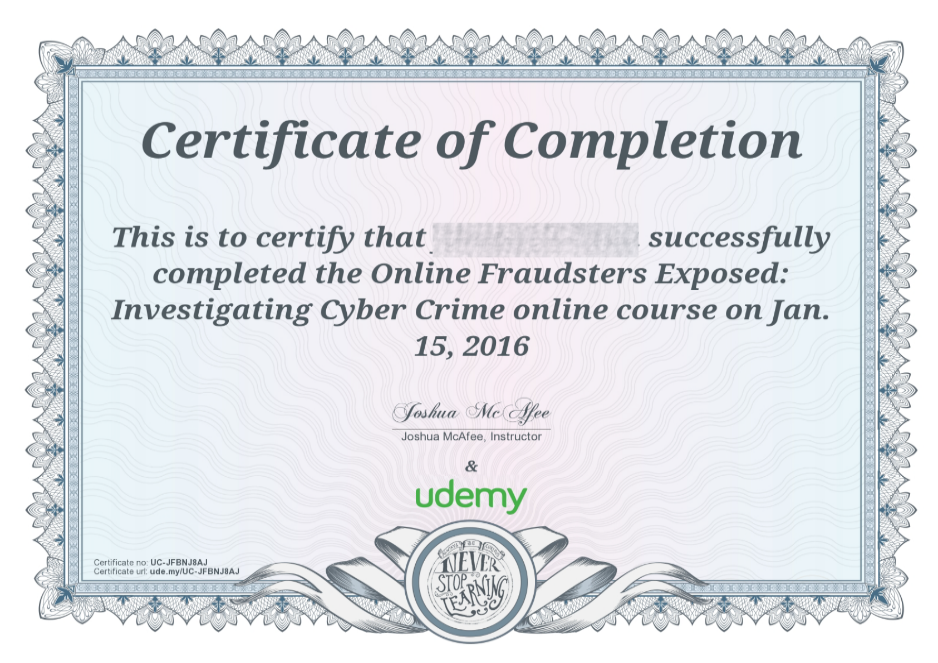 Certificate of Completion
This is to certify that successfully
completed the Online Fraudsters Exposed:
Investigating Cyber Crime online course on Jan.
15, 2016
Joshua McAfee
Joshua McAfee, Instructor
&
udemy
Certificate no: UC-JFBNJ8AJ
Certificate url: ude.my/UC-JFBNJ8AJ
NEVER
STOP
LEARNING